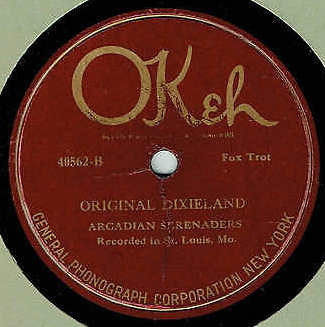 OKeh
40562-B
Fox Trot
ORIGINAL DIXIELAND
ARCADIAN SERENADERS
Recorded in St. Louis, Mo.
GENERAL PHONOGRAPH CORPORATION NEW YORK